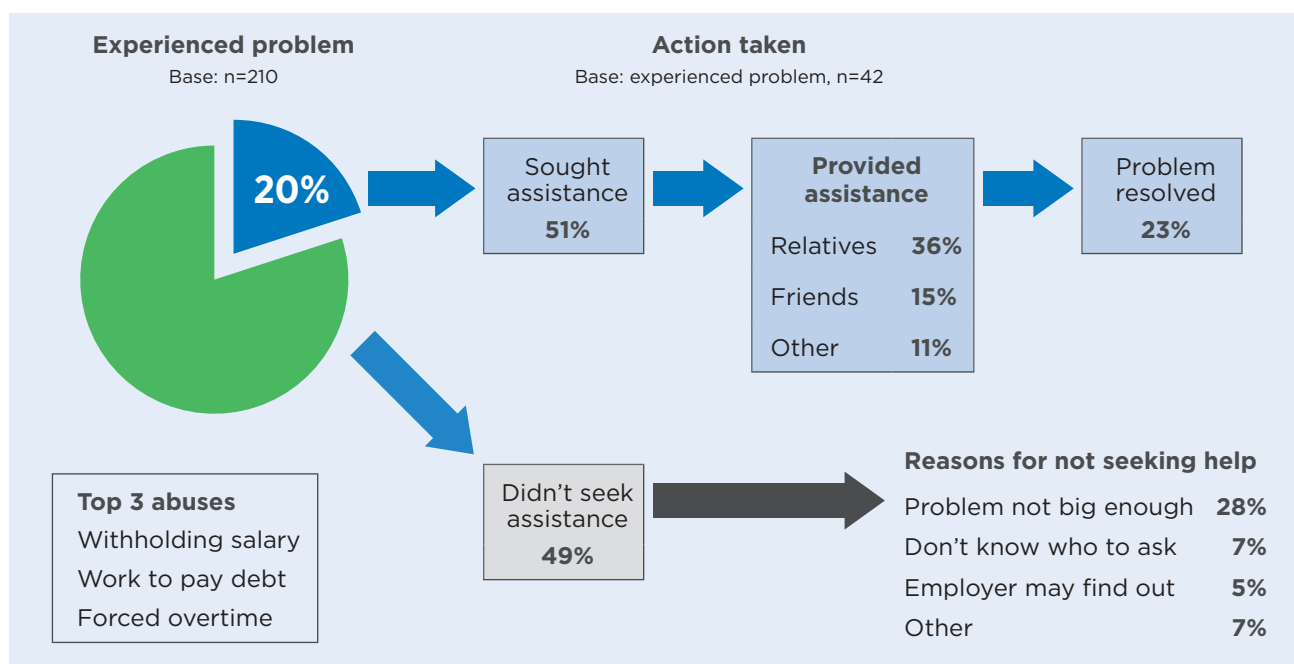 Experienced problem
Base: n=210
20%
Action taken
Base: experienced problem, n=42
Sought
assistance
51%
Provided
assistance
Relatives 36%
Friends 15%
Other 11%
Problem
resolved
23%
Didn’t seek
assistance
49%
Reasons for not seeking help
Problem not big enough 28%
Don’t know who to ask 7%
Employer may find out 5%
Other 7%
Top 3 abuses
Withholding salary
Work to pay debt
Forced overtime